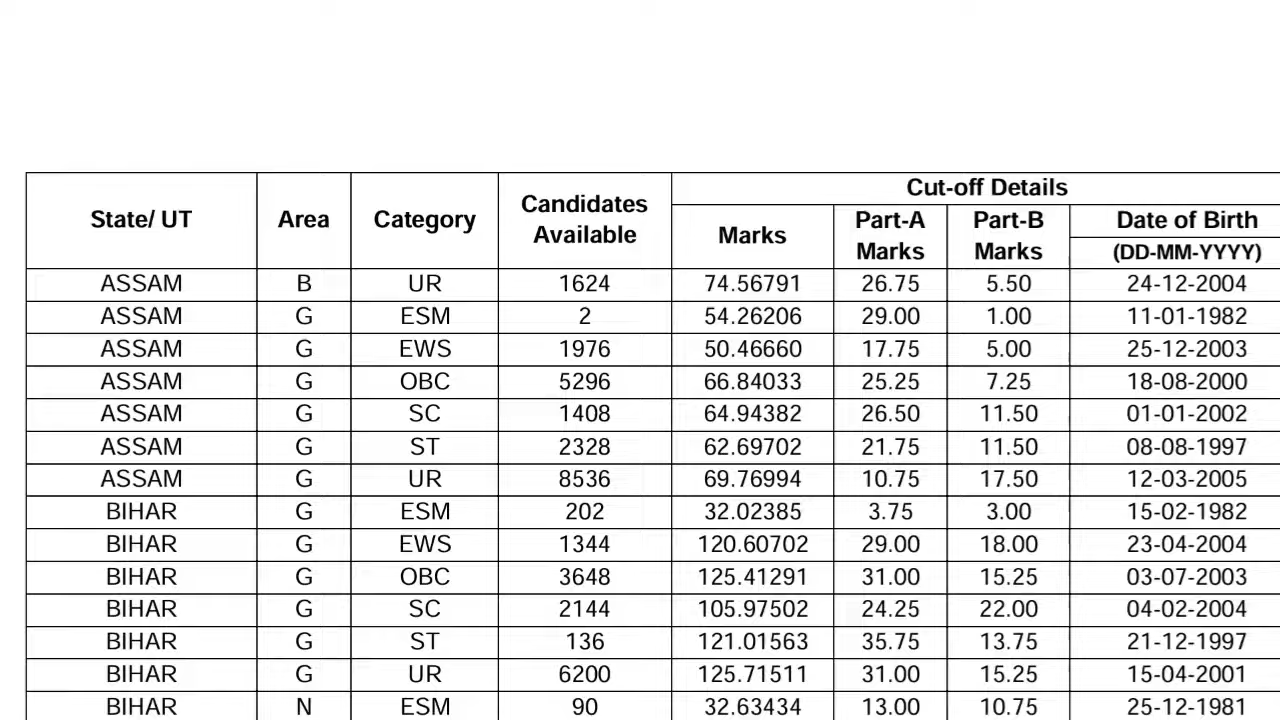 State/ UT Area Category Candidates Available Cut-off Details
Marks Part-A Marks Part-B Marks Date of Birth
(DD-MM-YYYY)
ASSAM B UR 1624 74.56791 26.75 5.50 24-12-2004
ASSAM G ESM 2 54.26206 29.00 1.00 11-01-1982
ASSAM G EWS 1976 50.46660 17.75 5.00 25-12-2003
ASSAM G OBC 5296 66.84033 25.25 7.25 18-08-2000
ASSAM G SC 1408 64.94382 26.50 11.50 01-01-2002
ASSAM G ST 2328 62.69702 21.75 11.50 08-08-1997
ASSAM G UR 8536 69.76994 10.75 17.50 12-03-2005
BIHAR G ESM 202 32.02385 3.75 3.00 15-02-1982
BIHAR G EWS 1344 120.60702 29.00 18.00 23-04-2004
BIHAR G OBC 3648 125.41291 31.00 15.25 03-07-2003
BIHAR G SC 2144 105.97502 24.25 22.00 04-02-2004
BIHAR G ST 136 121.01563 35.75 13.75 21-12-1997
BIHAR G UR 6200 125.71511 31.00 15.25 15-04-2001
BIHAR N ESM 90 32.63434 13.00 10.75 25-12-1981